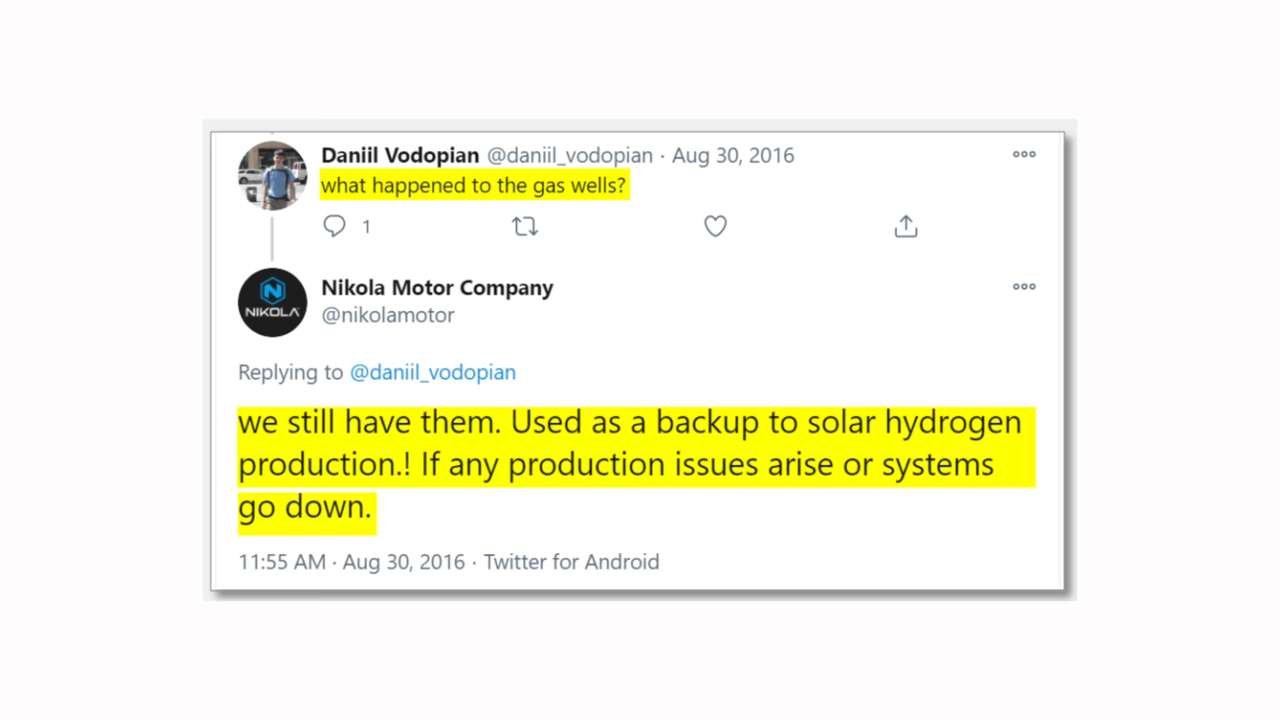 Daniil Vodopian @daniil_vodopian · Aug 30, 2016
what happened to the gas wells?
1
Nikola Motor Company
@nikolamotor
NIKOLA
Replying to @daniil_vodopian
we still have them. Used as a backup to solar hydrogen
production.! If any production issues arise or systems
go down.
11:55 AM · Aug 30, 2016 · Twitter for Android